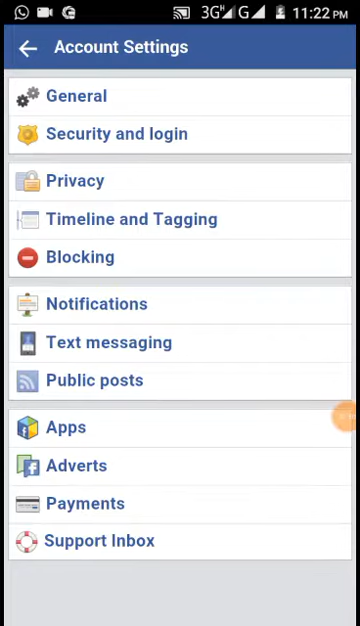 3G H G 11:22 PM
Account Settings
General
Security and login
Privacy
Timeline and Tagging
Blocking
Notifications
Text messaging
Public posts
Apps
Adverts
Payments
Support Inbox